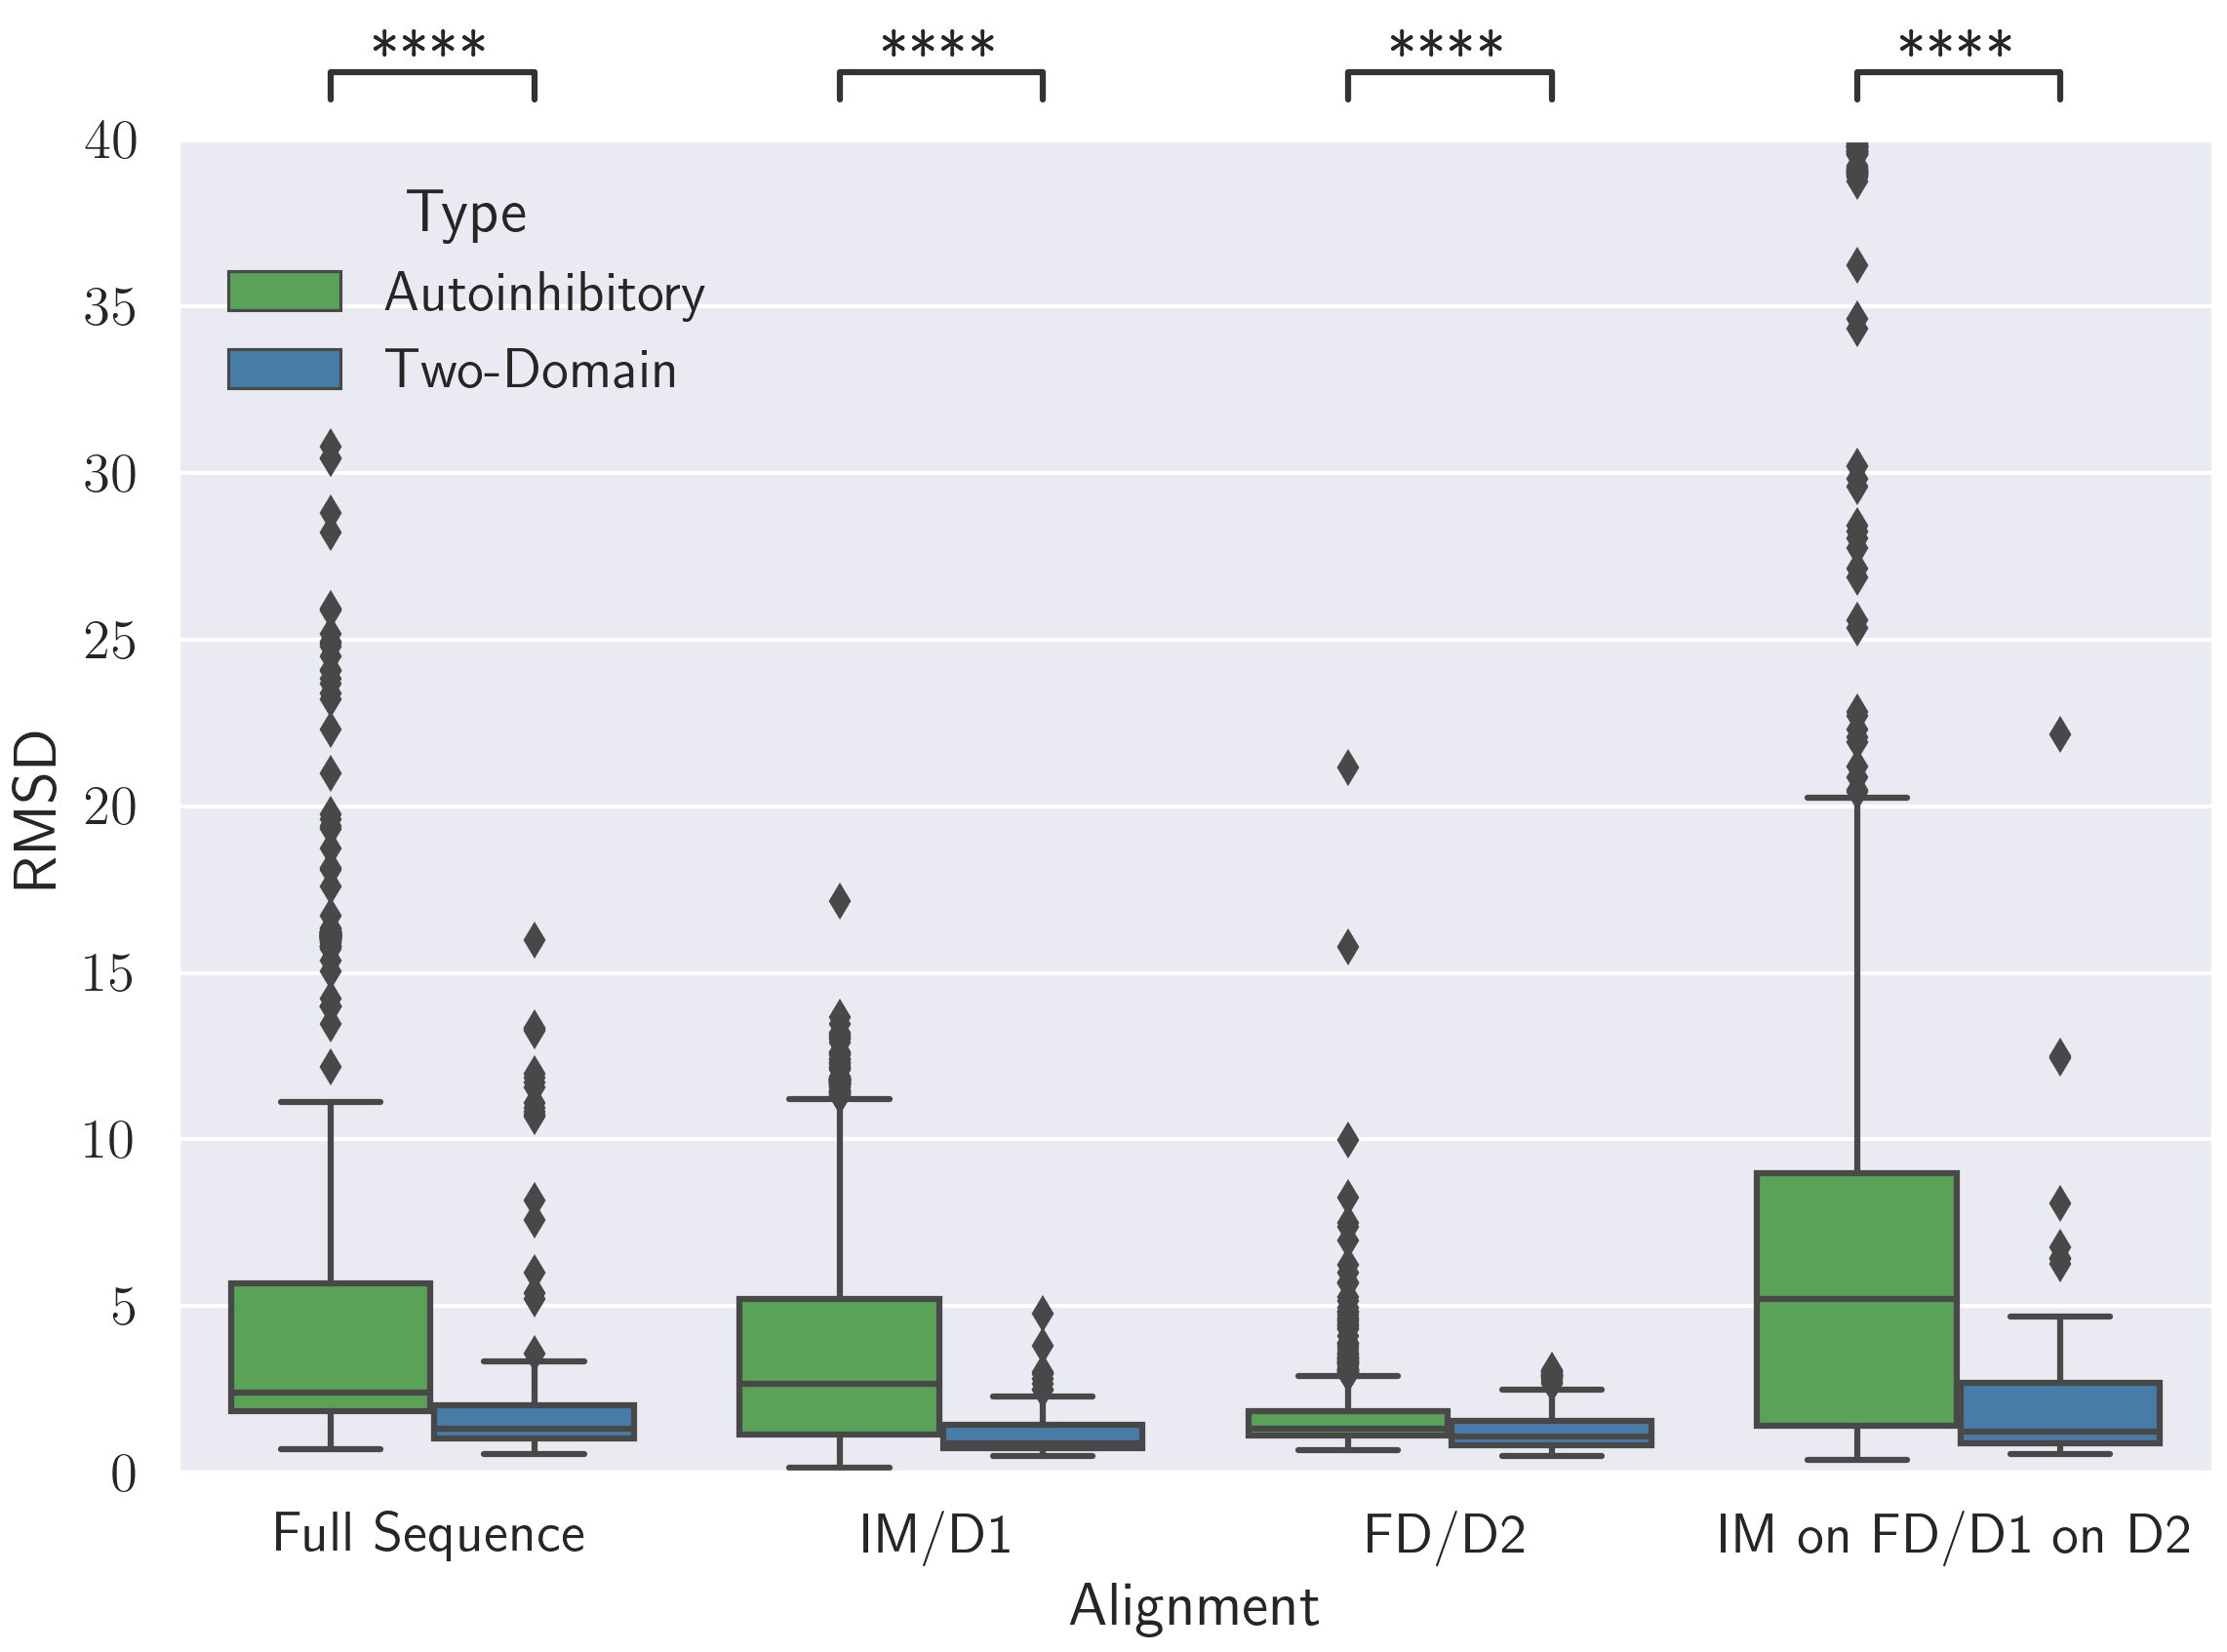 **** **** **** ****
40
Type
Autoinhibitory
35
Two-Domain
30
25
20
RMSD
15
10
5
0
Full Sequence IM/D1 FD/D2 IM on FD/D1 on D2
Alignment